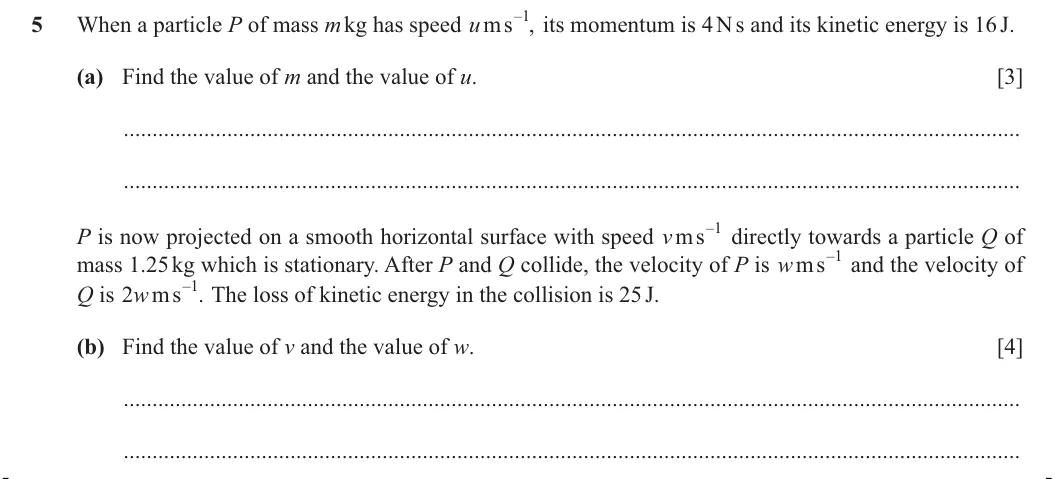 5 When a particle P of mass m kg has speed u m s⁻¹, its momentum is 4 N s and its kinetic energy is 16 J.
(a) Find the value of m and the value of u. [3]
P is now projected on a smooth horizontal surface with speed v m s⁻¹ directly towards a particle Q of
mass 1.25 kg which is stationary. After P and Q collide, the velocity of P is w m s⁻¹ and the velocity of
Q is 2w m s⁻¹. The loss of kinetic energy in the collision is 25 J.
(b) Find the value of v and the value of w. [4]